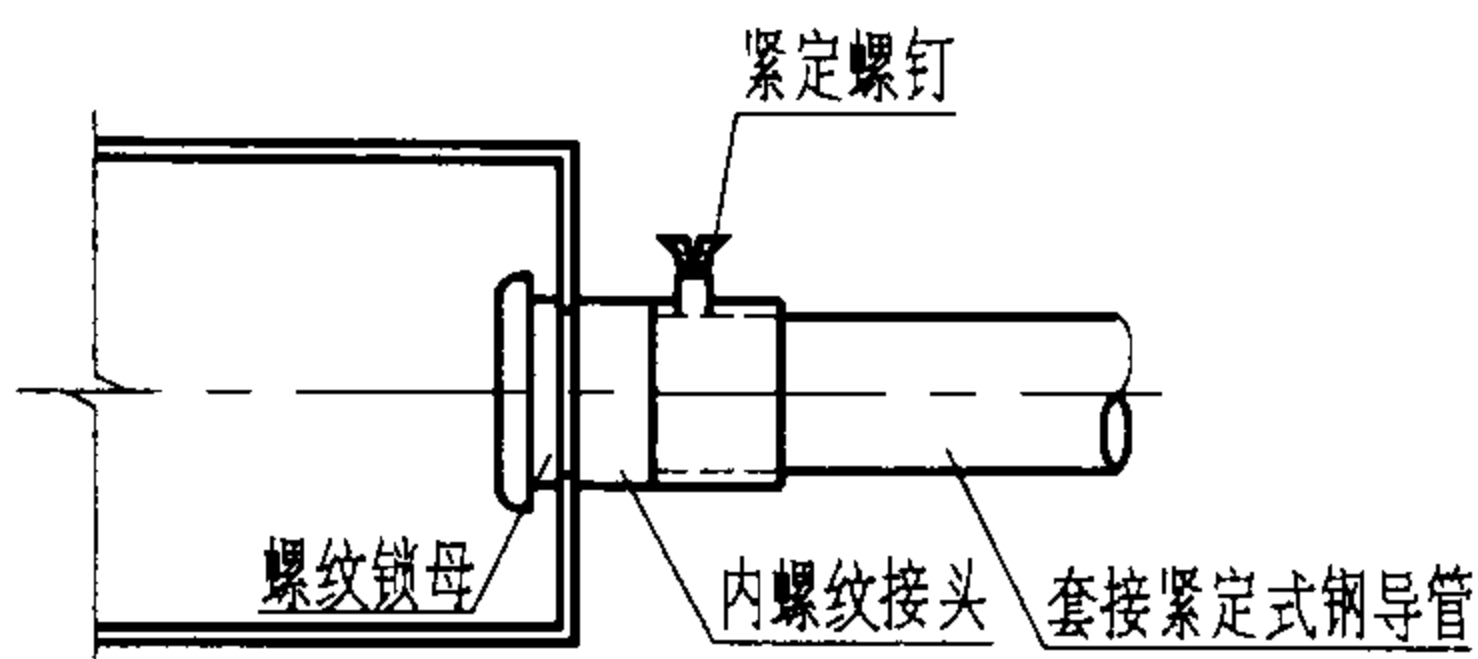 紧定螺钉
螺纹锁母
内螺纹接头
套接紧定式钢导管